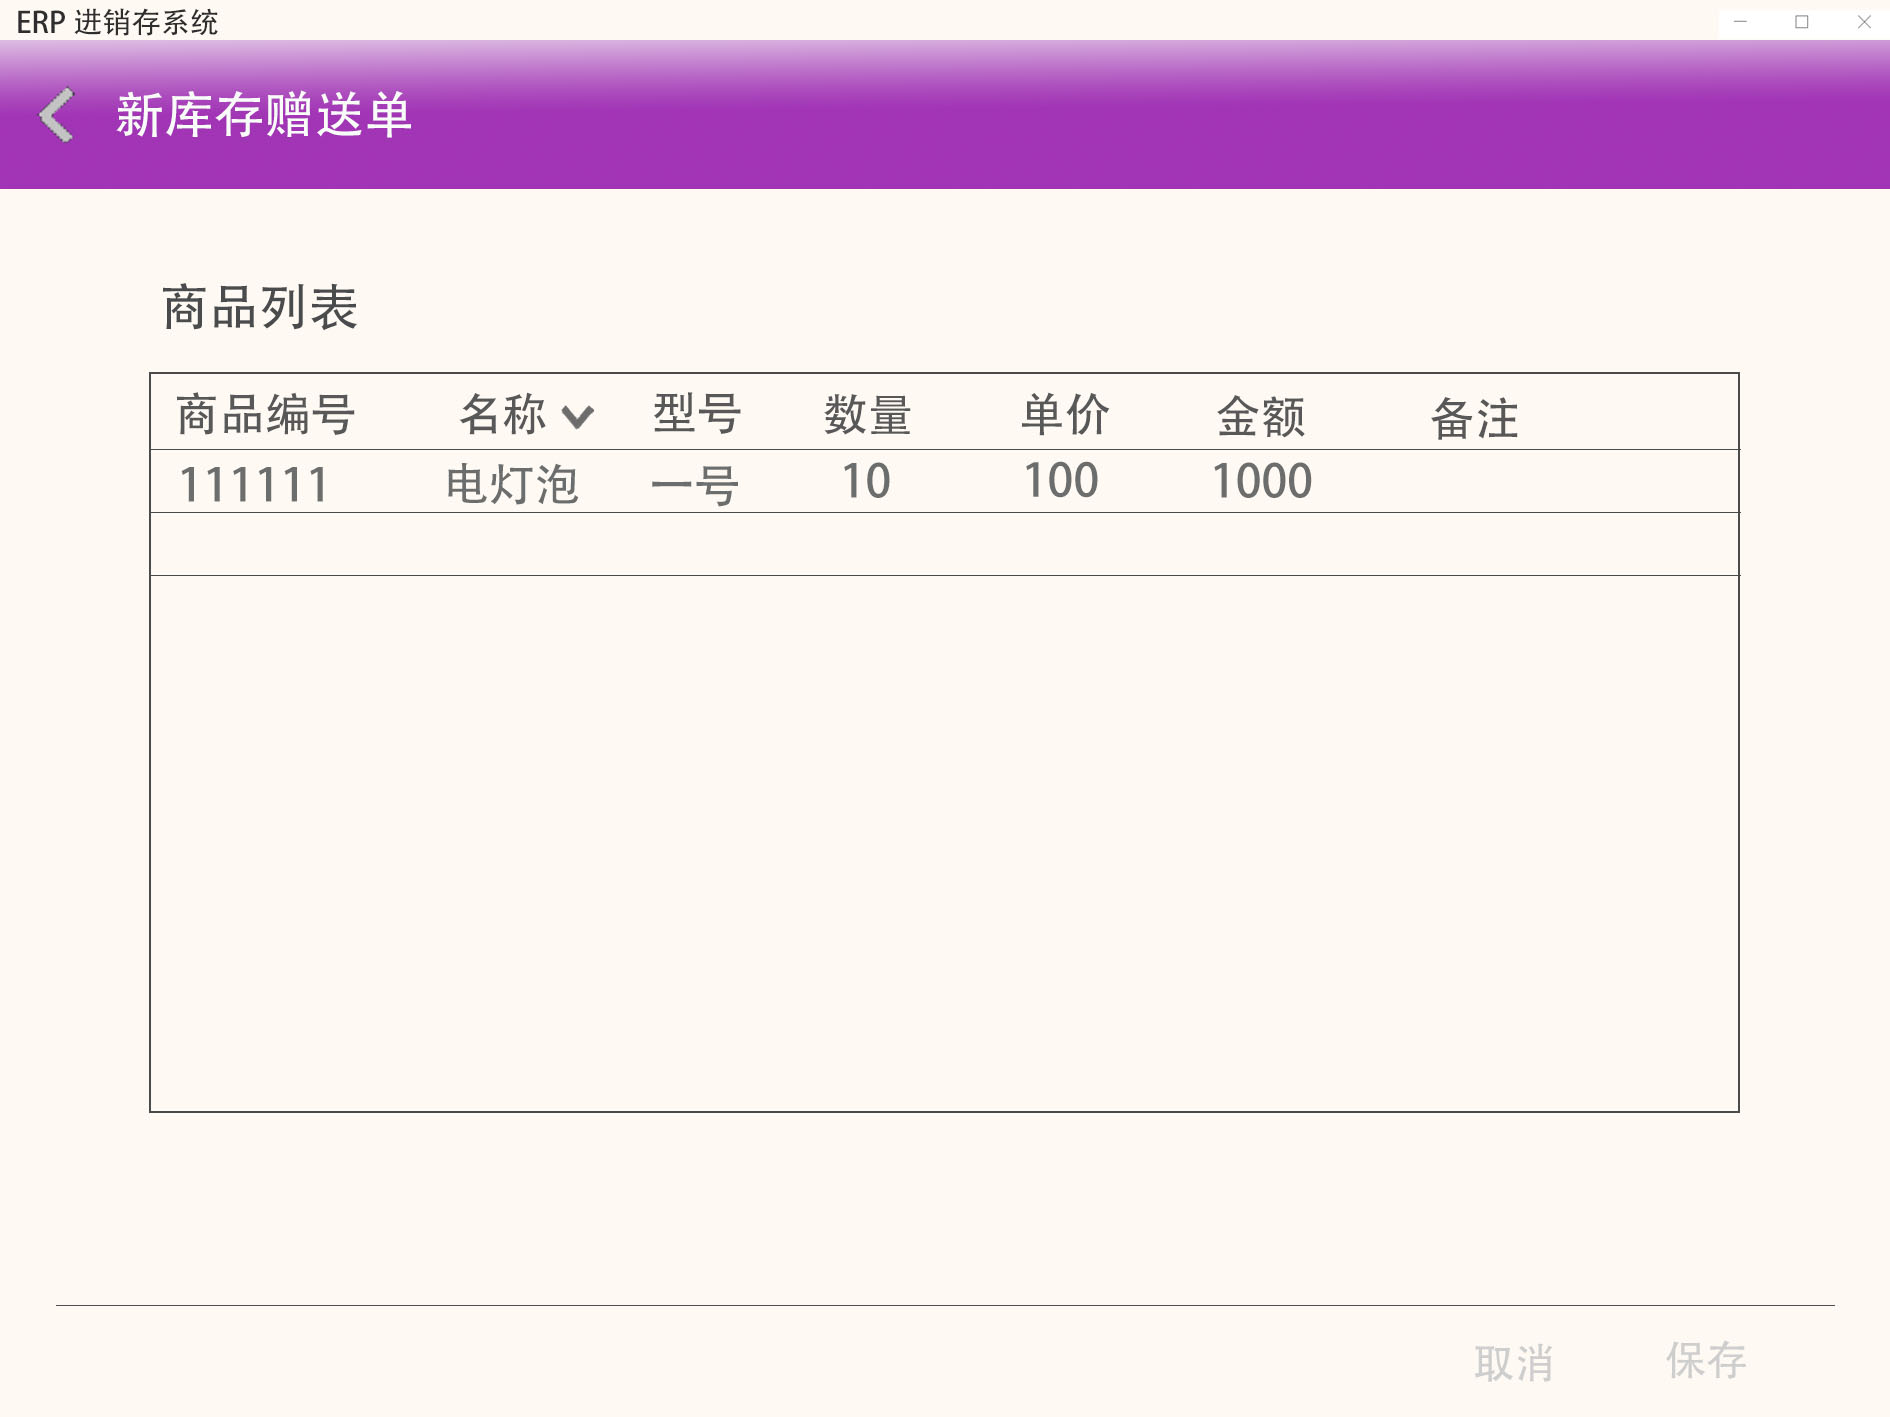 ERP 进销存系统
新库存赠送单
商品列表
商品编号 名称 型号 数量 单价 金额 备注
111111 电灯泡 一号 10 100 1000
取消 保存